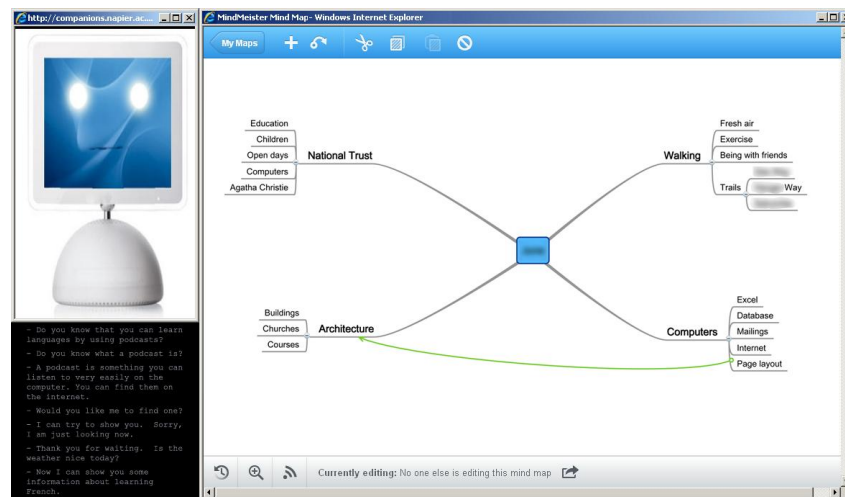 http://companions.napier.ac....
MindMeister Mind Map- Windows Internet Explorer
My Maps
Education
Children
Open days
Computers
Agatha Christie
National Trust
Walking
Fresh air
Exercise
Being with friends
Trails
Way
Buildings
Churches
Courses
Architecture
Computers
Excel
Database
Mailings
Internet
Page layout
- Do you know that you can learn
languages by using podcasts?
- Do you know what a podcast is?
- A podcast is something you can
listen to very easily on the
computer. You can find them on
the internet.
- Would you like me to find one?
- I can try to show you. Sorry,
I am just looking now.
- Thank you for waiting. Is the
weather nice today?
- Now I can show you some
information about learning
French.
Currently editing: No one else is editing this mind map